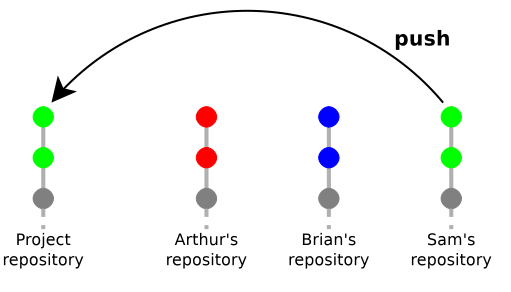 push
Project
repository
Arthur's
repository
Brian's
repository
Sam's
repository